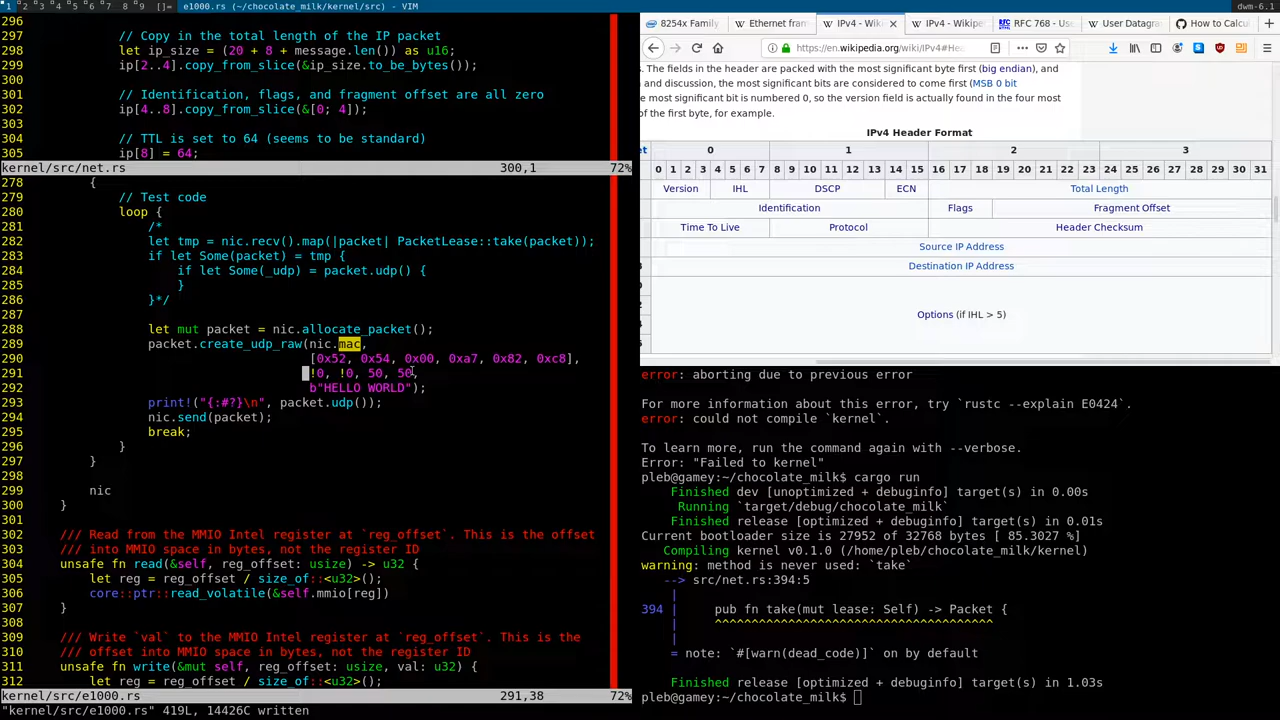 1 2 3 4 5 6 7 8 9 []= e1000.rs (~/chocolate_milk/kernel/src) - VIM
dwm-6.1
296
297 // Copy in the total length of the IP packet
298 let ip_size = (20 + 8 + message.len()) as u16;
299 ip[2..4].copy_from_slice(&ip_size.to_be_bytes());
300
301 // Identification, flags, and fragment offset are all zero
302 ip[4..8].copy_from_slice(&[0; 4]);
303
304 // TTL is set to 64 (seems to be standard)
305 ip[8] = 64;
kernel/src/net.rs 300,1 72%
278 {
279 // Test code
280 loop {
281 /*
282 let tmp = nic.recv().map(|packet| PacketLease::take(packet));
283 if let Some(packet) = tmp {
284 if let Some(_udp) = packet.udp() {
285 }
286 }*/
287
288 let mut packet = nic.allocate_packet();
289 packet.create_udp_raw(nic.mac,
290 [0x52, 0x54, 0x00, 0xa7, 0x82, 0xc8],
291 !0, !0, 50, 50,
292 b"HELLO WORLD");
293 print!("{:#?}\n", packet.udp());
294 nic.send(packet);
295 break;
296 }
297 }
298
299 nic
300 }
301
302 /// Read from the MMIO Intel register at `reg_offset`. This is the offset
303 /// into MMIO space in bytes, not the register ID
304 unsafe fn read(&self, reg_offset: usize) -> u32 {
305 let reg = reg_offset / size_of::<u32>();
306 core::ptr::read_volatile(&self.mmio[reg])
307 }
308
309 /// Write `val` to the MMIO Intel register at `reg_offset`. This is the
310 /// offset into MMIO space in bytes, not the register ID
311 unsafe fn write(&mut self, reg_offset: usize, val: u32) {
312 let reg = reg_offset / size_of::<u32>();
kernel/src/e1000.rs 291,38 72%
"kernel/src/e1000.rs" 419L, 14426C written
8254x Family
Ethernet fram
IPv4 - Wiki
IPv4 - Wikiper
RFC 768 - Use
User Datagra
How to Calcu
https://en.wikipedia.org/wiki/IPv4#Hea
s. The fields in the header are packed with the most significant byte first (big endian), and
n and discussion, the most significant bits are considered to come first (MSB 0 bit
e most significant bit is numbered 0, so the version field is actually found in the four most
of the first byte, for example.
IPv4 Header Format
et 0 1 2 3
0 1 2 3 4 5 6 7 8 9 10 11 12 13 14 15 16 17 18 19 20 21 22 23 24 25 26 27 28 29 30 31
Version IHL DSCP ECN Total Length
Identification Flags Fragment Offset
Time To Live Protocol Header Checksum
Source IP Address
Destination IP Address
Options (if IHL > 5)
error: aborting due to previous error
For more information about this error, try `rustc --explain E0424`.
error: could not compile `kernel`.
To learn more, run the command again with --verbose.
Error: "Failed to kernel"
pleb@gamey:~/chocolate_milk$ cargo run
Finished dev [unoptimized + debuginfo] target(s) in 0.00s
Running `target/debug/chocolate_milk`
Finished release [optimized + debuginfo] target(s) in 0.01s
Current bootloader size is 27952 of 32768 bytes [ 85.3027 %]
Compiling kernel v0.1.0 (/home/pleb/chocolate_milk/kernel)
warning: method is never used: `take`
--> src/net.rs:394:5
|
394 | pub fn take(mut lease: Self) -> Packet {
| ^^^^^^^^^^^^^^^^^^^^^^^^^^^^^^^^^^^^^^
|
= note: `#[warn(dead_code)]` on by default
Finished release [optimized + debuginfo] target(s) in 1.03s
pleb@gamey:~/chocolate_milk$